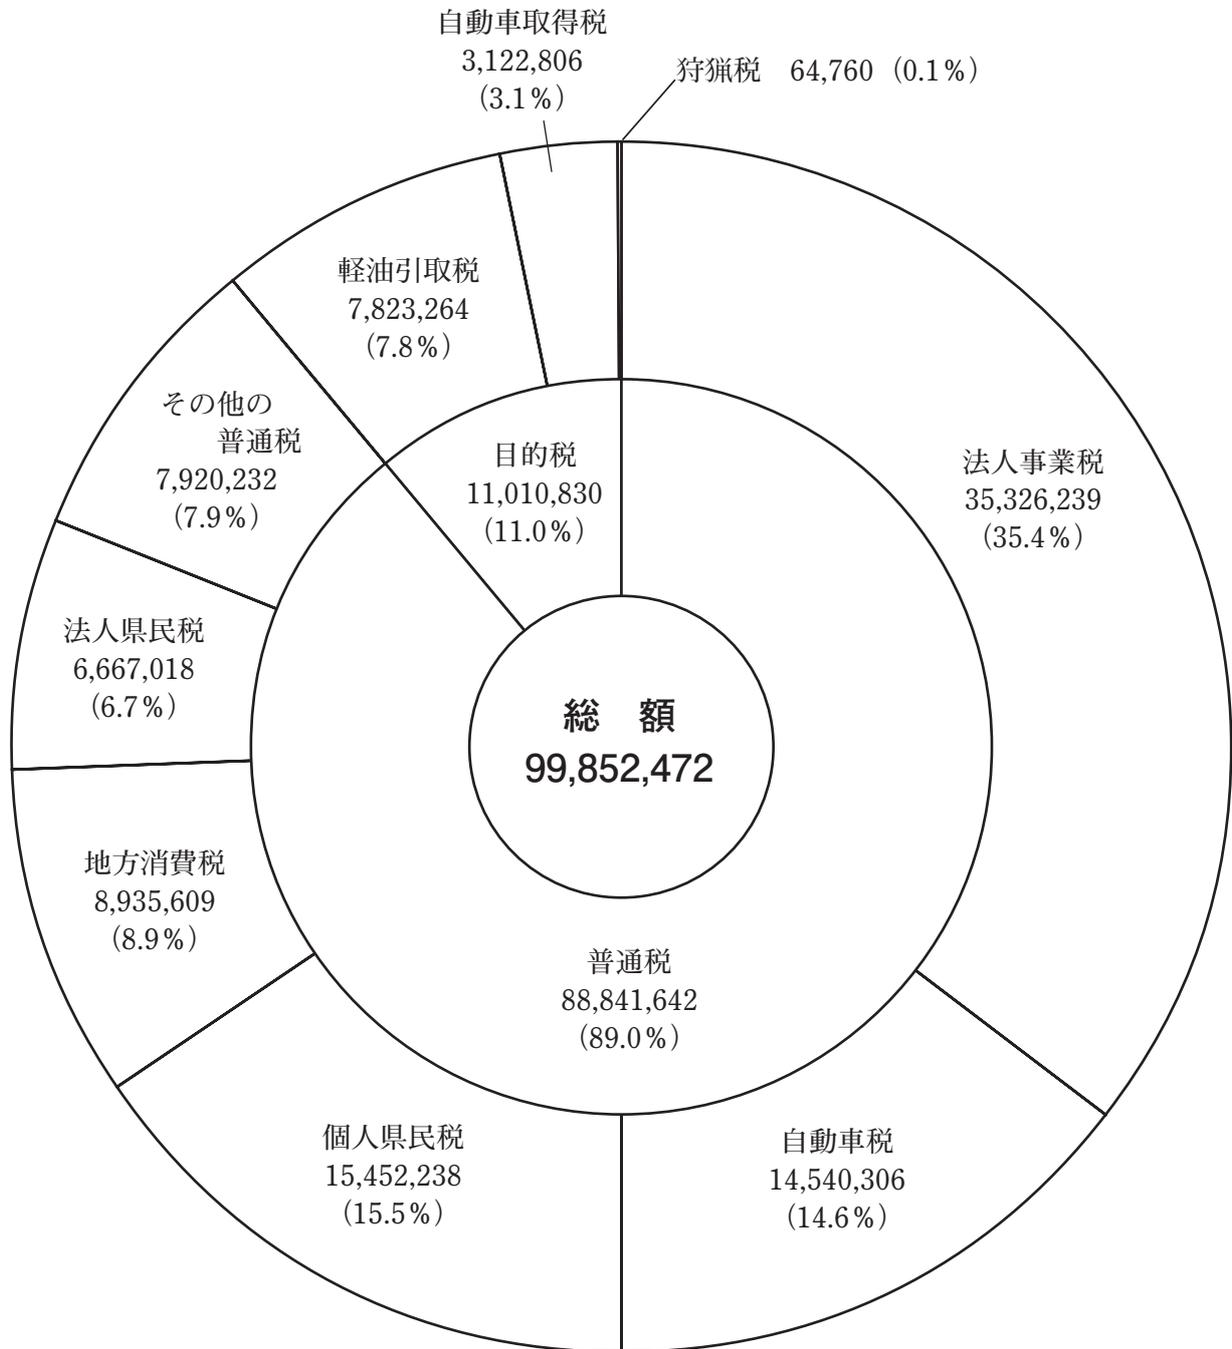 自動車取得税
3,122,806
（3.1％）
狩猟税　64,760（0.1％）
軽油引取税
7,823,264
（7.8％）
その他の
普通税
7,920,232
（7.9％）
目的税
11,010,830
（11.0％）
法人事業税
35,326,239
（35.4％）
法人県民税
6,667,018
（6.7％）
総　額
99,852,472
地方消費税
8,935,609
（8.9％）
普通税
88,841,642
（89.0％）
個人県民税
15,452,238
（15.5％）
自動車税
14,540,306
（14.6％）